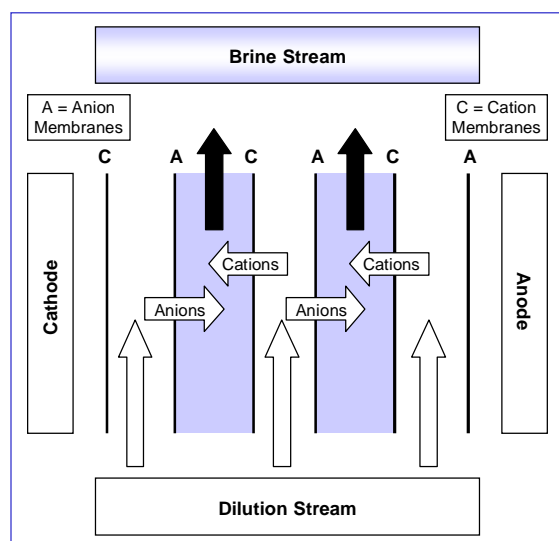 Brine Stream
A = Anion
Membranes
C = Cation
Membranes
C
A
C
A
C
A
Cathode
Cations
Cations
Anions
Anions
Anode
Dilution Stream